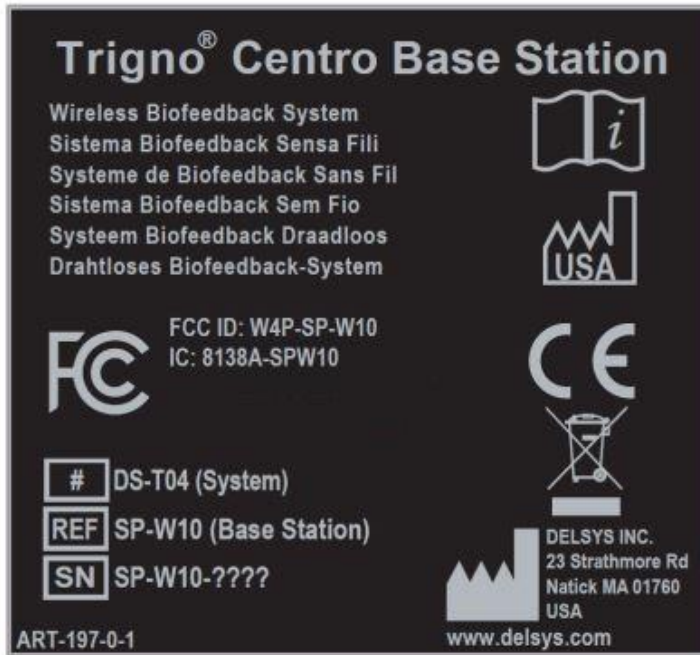 Trigno® Centro Base Station
Wireless Biofeedback System
Sistema Biofeedback Sensa Fili
Systeme de Biofeedback Sans Fil
Sistema Biofeedback Sem Fio
Systeem Biofeedback Draadloos
Drahtloses Biofeedback-System
i
USA
FC
FCC ID: W4P-SP-W10
IC: 8138A-SPW10
CE
# DS-T04 (System)
REF SP-W10 (Base Station)
SN SP-W10-????
DELSYS INC.
23 Strathmore Rd
Natick MA 01760
USA
www.delsys.com
ART-197-0-1